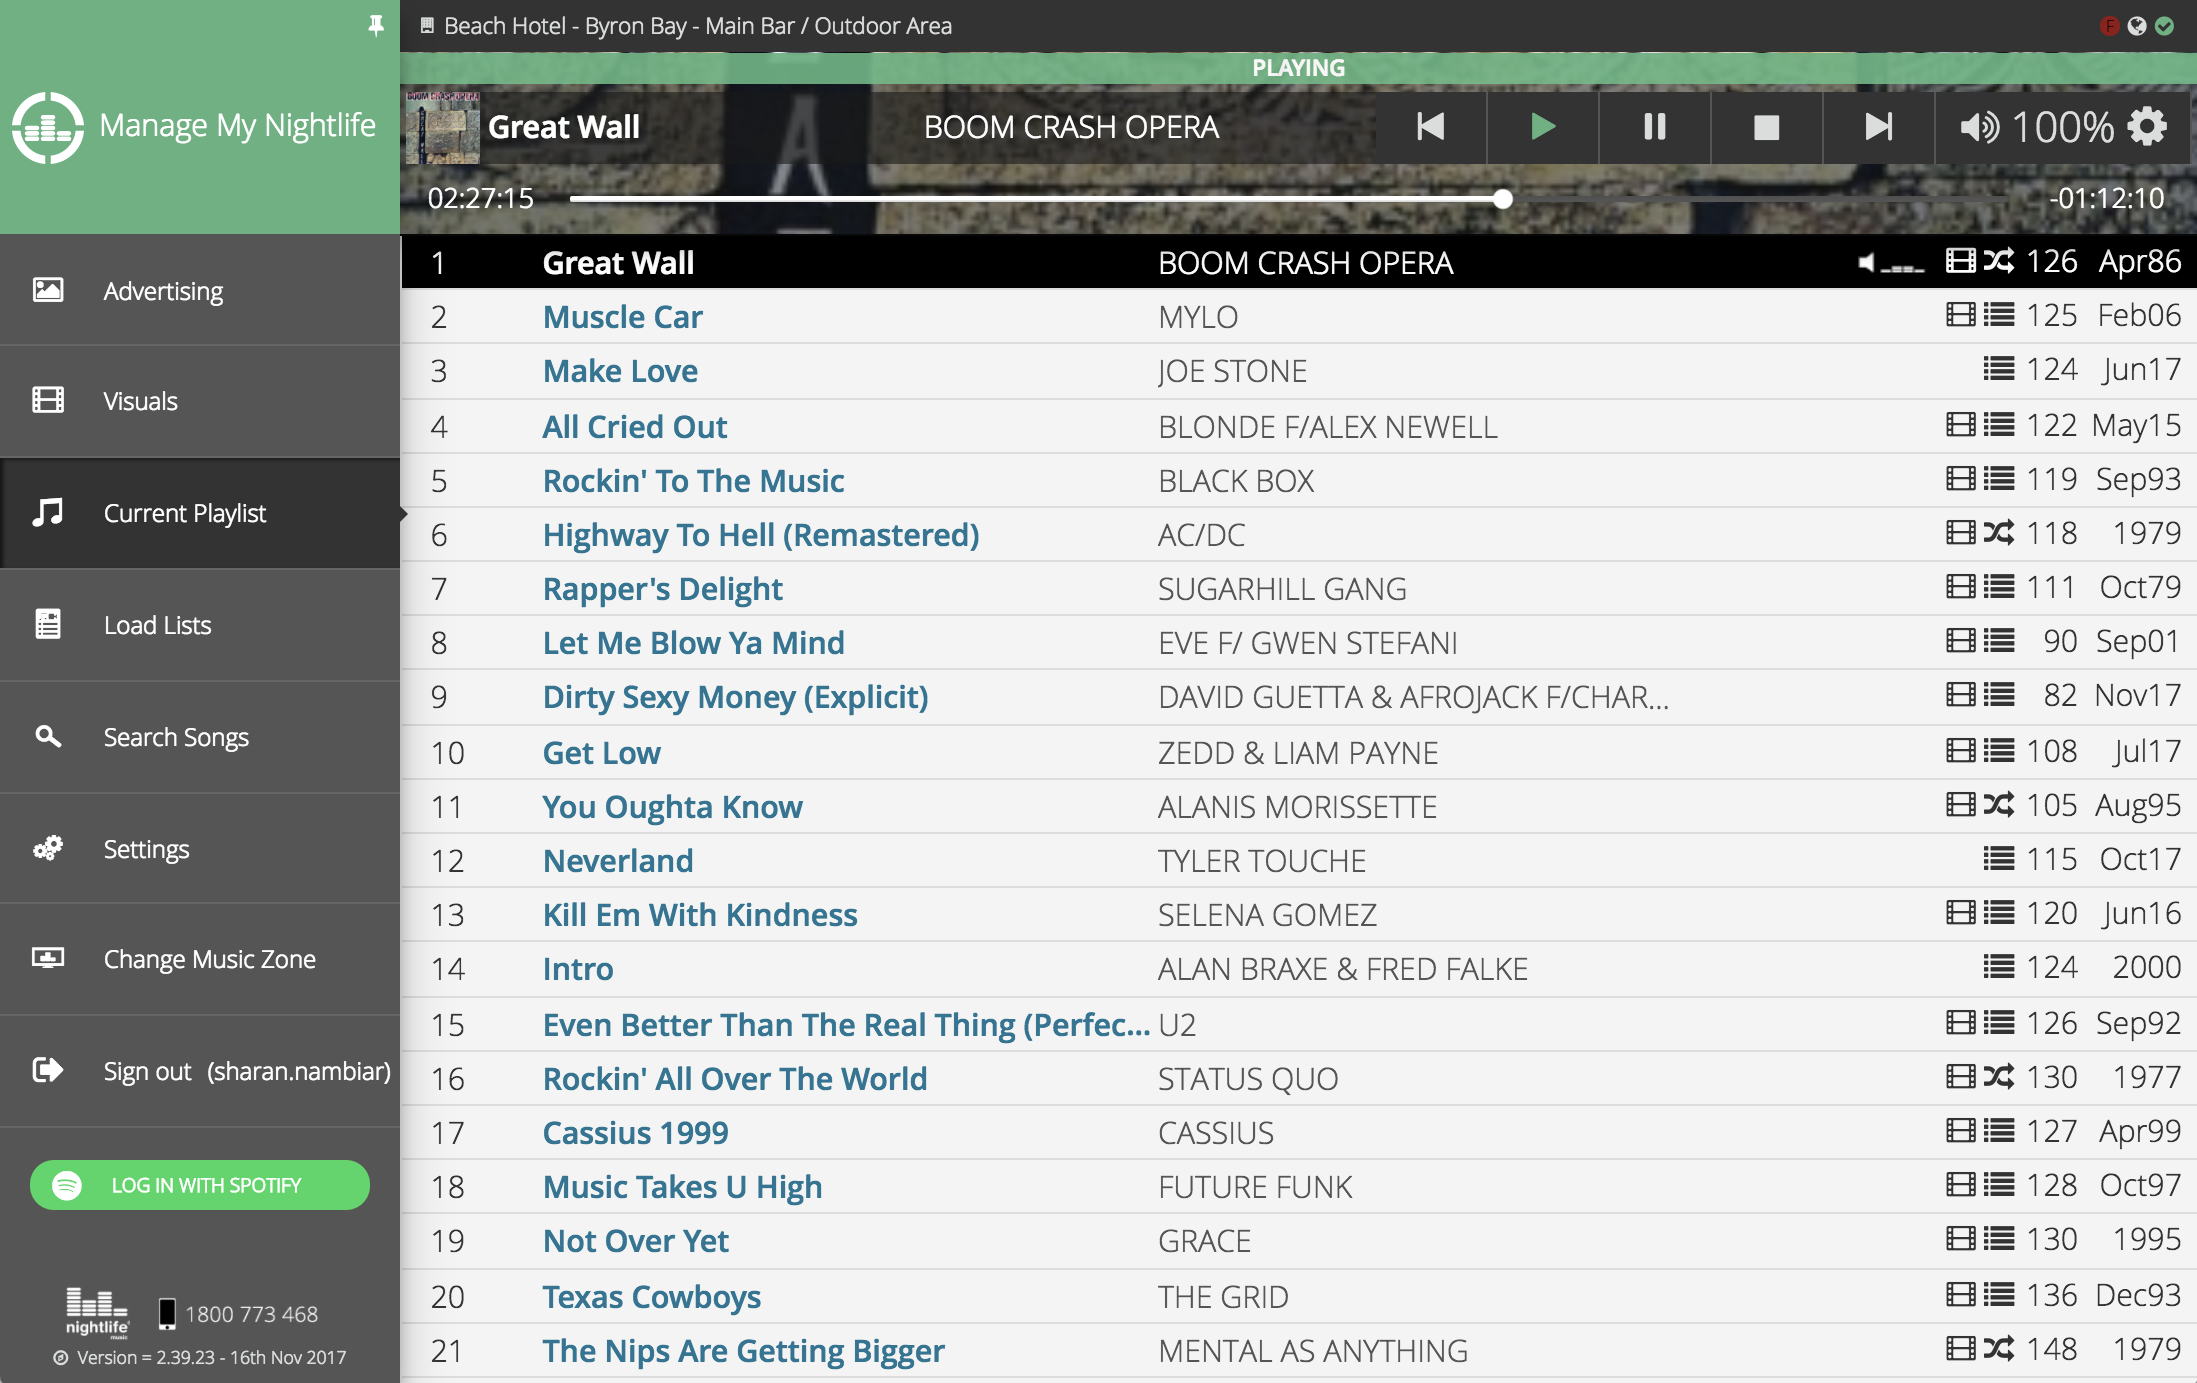 Beach Hotel - Byron Bay - Main Bar / Outdoor Area
F
PLAYING
Manage My Nightlife
BOOM CRASH OPERA
Great Wall BOOM CRASH OPERA 100%
02:27:15 -01:12:10
Advertising
Visuals
Current Playlist
Load Lists
Search Songs
Settings
Change Music Zone
Sign out (sharan.nambiar)
LOG IN WITH SPOTIFY
nightlife music 1800 773 468
Version = 2.39.23 - 16th Nov 2017
1 Great Wall BOOM CRASH OPERA 126 Apr86
2 Muscle Car MYLO 125 Feb06
3 Make Love JOE STONE 124 Jun17
4 All Cried Out BLONDE F/ALEX NEWELL 122 May15
5 Rockin' To The Music BLACK BOX 119 Sep93
6 Highway To Hell (Remastered) AC/DC 118 1979
7 Rapper's Delight SUGARHILL GANG 111 Oct79
8 Let Me Blow Ya Mind EVE F/ GWEN STEFANI 90 Sep01
9 Dirty Sexy Money (Explicit) DAVID GUETTA & AFROJACK F/CHAR... 82 Nov17
10 Get Low ZEDD & LIAM PAYNE 108 Jul17
11 You Oughta Know ALANIS MORISSETTE 105 Aug95
12 Neverland TYLER TOUCHE 115 Oct17
13 Kill Em With Kindness SELENA GOMEZ 120 Jun16
14 Intro ALAN BRAXE & FRED FALKE 124 2000
15 Even Better Than The Real Thing (Perfec... U2 126 Sep92
16 Rockin' All Over The World STATUS QUO 130 1977
17 Cassius 1999 CASSIUS 127 Apr99
18 Music Takes U High FUTURE FUNK 128 Oct97
19 Not Over Yet GRACE 130 1995
20 Texas Cowboys THE GRID 136 Dec93
21 The Nips Are Getting Bigger MENTAL AS ANYTHING 148 1979